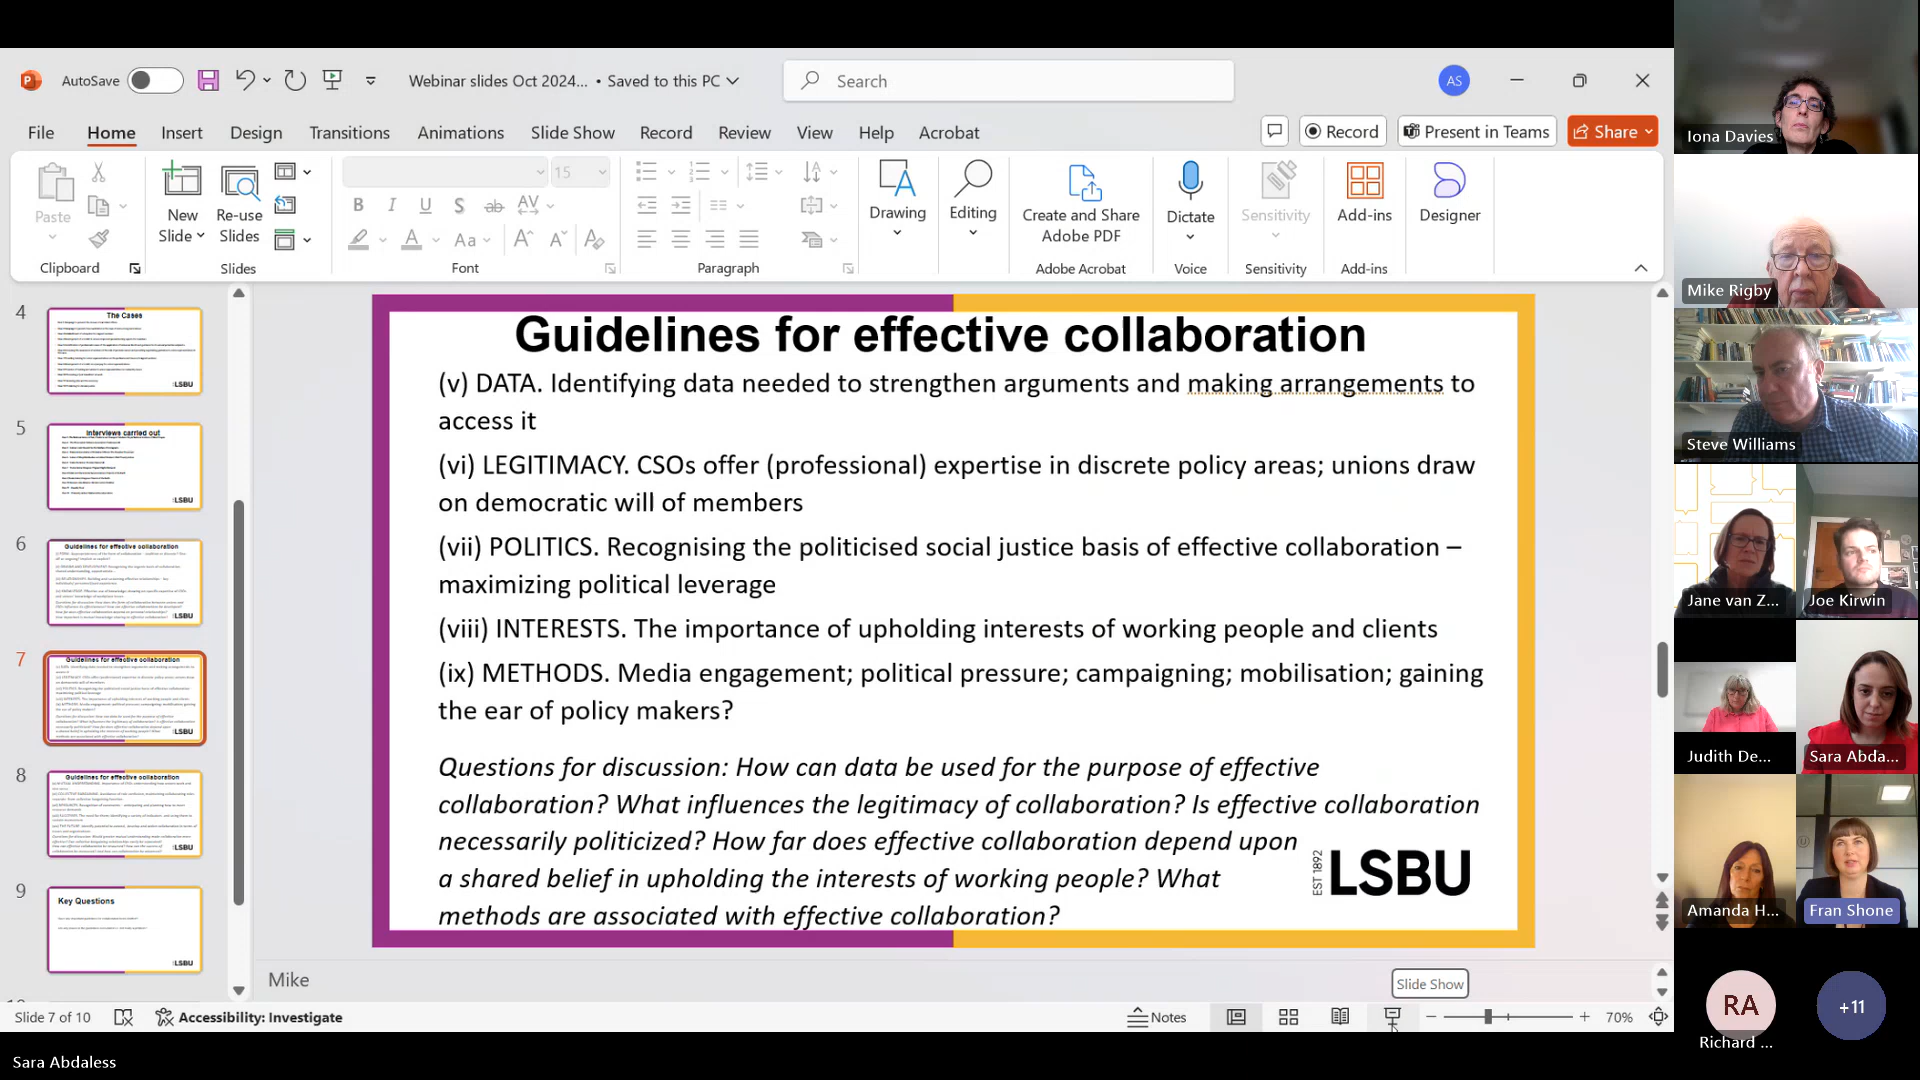 AutoSave
Webinar slides Oct 2024... • Saved to this PC
Search
AS
File
Home
Insert
Design
Transitions
Animations
Slide Show
Record
Review
View
Help
Acrobat
Record
Present in Teams
Share
Paste
New
Slide
Re-use
Slides
15
Drawing
Editing
Create and Share
Adobe PDF
Dictate
Sensitivity
Add-ins
Designer
Clipboard
Slides
Font
Paragraph
Adobe Acrobat
Voice
Sensitivity
Add-ins
4
The Cases
LSBU
5
Interviews carried out
LSBU
6
Guidelines for effective collaboration
LSBU
7
Guidelines for effective collaboration
LSBU
8
Guidelines for effective collaboration
LSBU
9
Key Questions
LSBU
Guidelines for effective collaboration
(v) DATA. Identifying data needed to strengthen arguments and making arrangements to
access it
(vi) LEGITIMACY. CSOs offer (professional) expertise in discrete policy areas; unions draw
on democratic will of members
(vii) POLITICS. Recognising the politicised social justice basis of effective collaboration –
maximizing political leverage
(viii) INTERESTS. The importance of upholding interests of working people and clients
(ix) METHODS. Media engagement; political pressure; campaigning; mobilisation; gaining
the ear of policy makers?
Questions for discussion: How can data be used for the purpose of effective
collaboration? What influences the legitimacy of collaboration? Is effective collaboration
necessarily politicized? How far does effective collaboration depend upon
a shared belief in upholding the interests of working people? What
methods are associated with effective collaboration?
EST 1892
LSBU
Mike
Slide Show
Slide 7 of 10
Accessibility: Investigate
Notes
70%
Sara Abdaless
Iona Davies
Mike Rigby
Steve Williams
Jane van Z...
Joe Kirwin
Judith De...
Sara Abda...
Amanda H...
Fran Shone
RA
Richard ...
+11